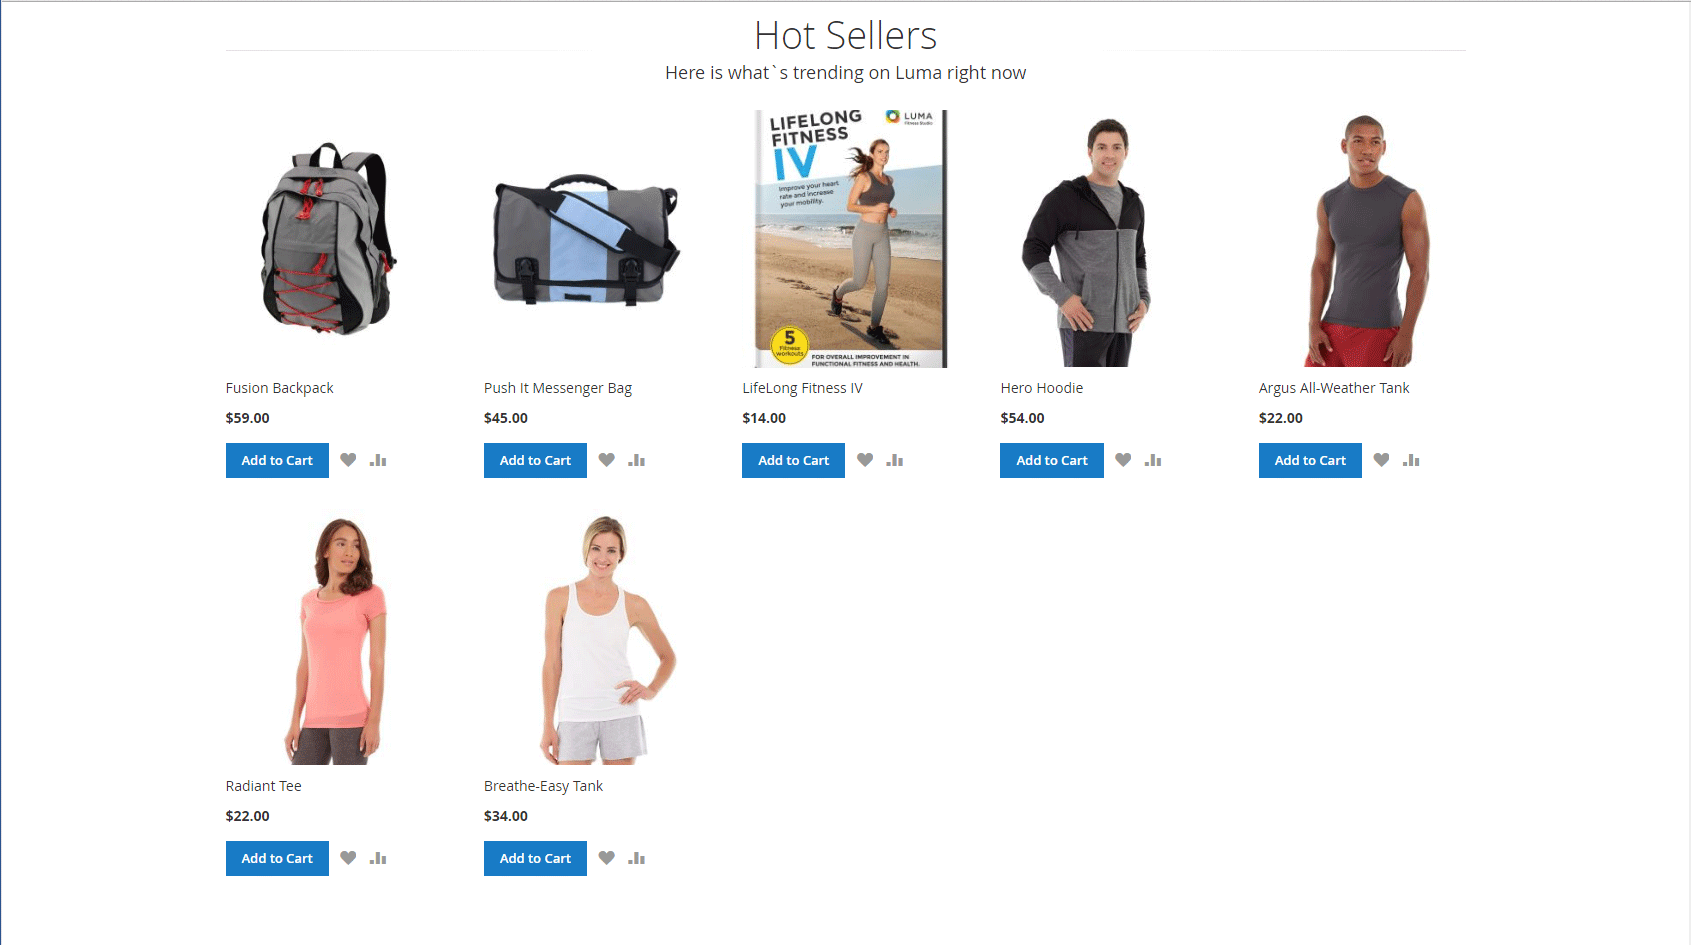 Hot Sellers
Here is what`s trending on Luma right now
LIFELONG
FITNESS
IV
LUMA
Fitness Studio
Improve your heart
rate and increase
your mobility.
5
Fitness
workouts
FOR OVERALL IMPROVEMENT IN
FUNCTIONAL FITNESS AND HEALTH.
Fusion Backpack
$59.00
Add to Cart
Push It Messenger Bag
$45.00
Add to Cart
LifeLong Fitness IV
$14.00
Add to Cart
Hero Hoodie
$54.00
Add to Cart
Argus All-Weather Tank
$22.00
Add to Cart
Radiant Tee
$22.00
Add to Cart
Breathe-Easy Tank
$34.00
Add to Cart